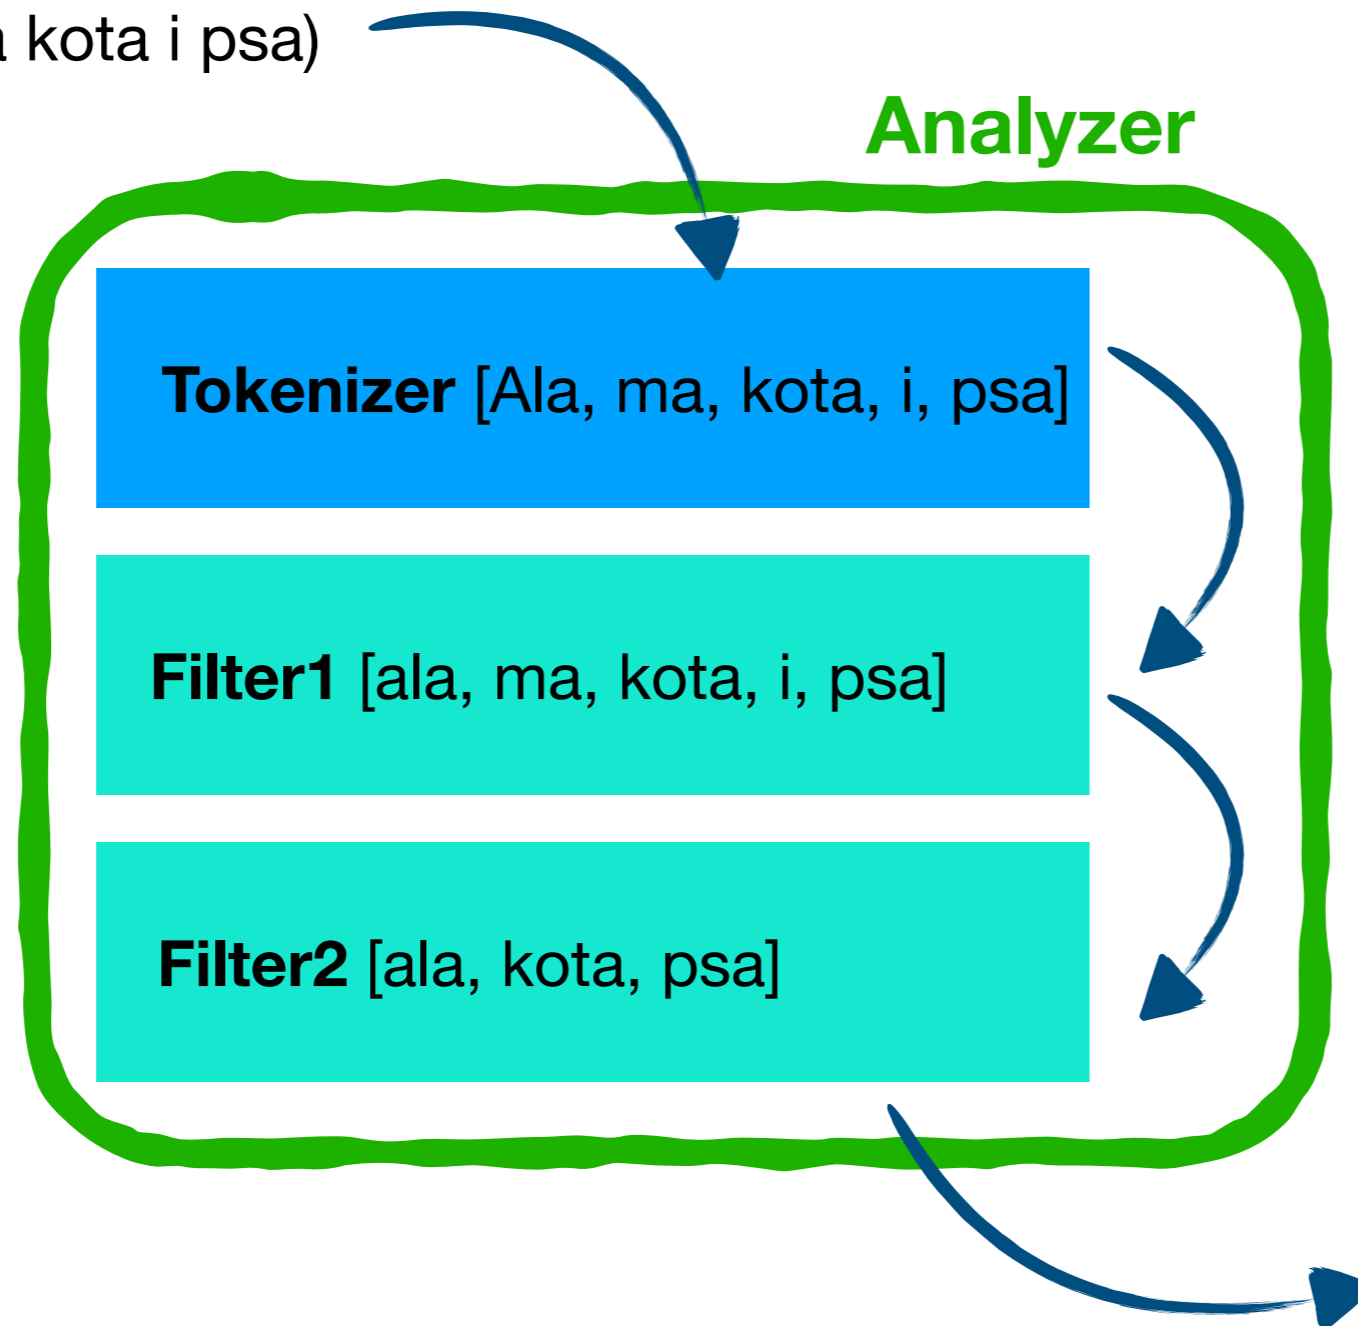 kota i psa)
Analyzer
Tokenizer [Ala, ma, kota, i, psa]
Filter1 [ala, ma, kota, i, psa]
Filter2 [ala, kota, psa]